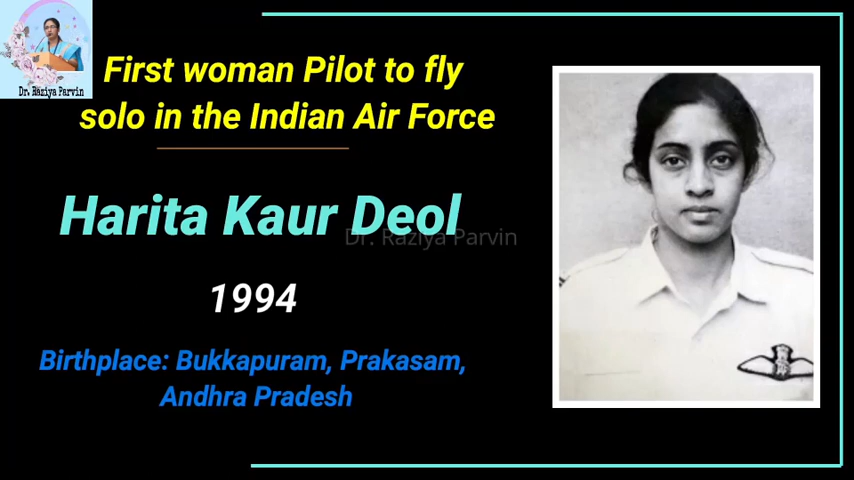 Dr. Raziya Parvin
First woman Pilot to fly
solo in the Indian Air Force
Harita Kaur Deol
Dr. Raziya Parvin
1994
Birthplace: Bukkapuram, Prakasam,
Andhra Pradesh